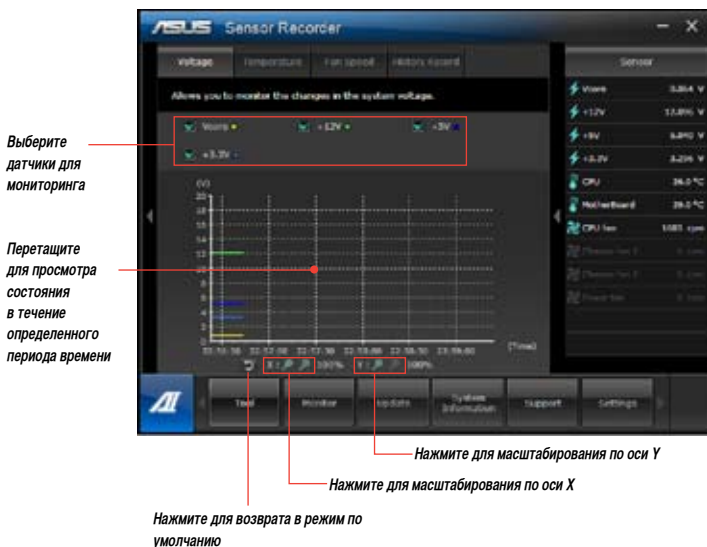 ASUS Sensor Recorder
Voltage Temperature Fan Speed History Record
Sensor
Allows you to monitor the changes in the system voltage.
Vcore +12V +5V
+3.3V
Vcore V
+12V V
+5V V
+3.3V V
CPU °C
MotherBoard °C
CPU fan rpm
Выберите
датчики для
мониторинга
(V)
20
18
16
14
12
10
8
6
4
2
0
(Time)
Перетащите
для просмотра
состояния
в течение
определенного
периода времени
X : 100% Y : 100%
AI Tool Monitor Update System Information Support Settings
Нажмите для масштабирования по оси Y
Нажмите для масштабирования по оси X
Нажмите для возврата в режим по
умолчанию